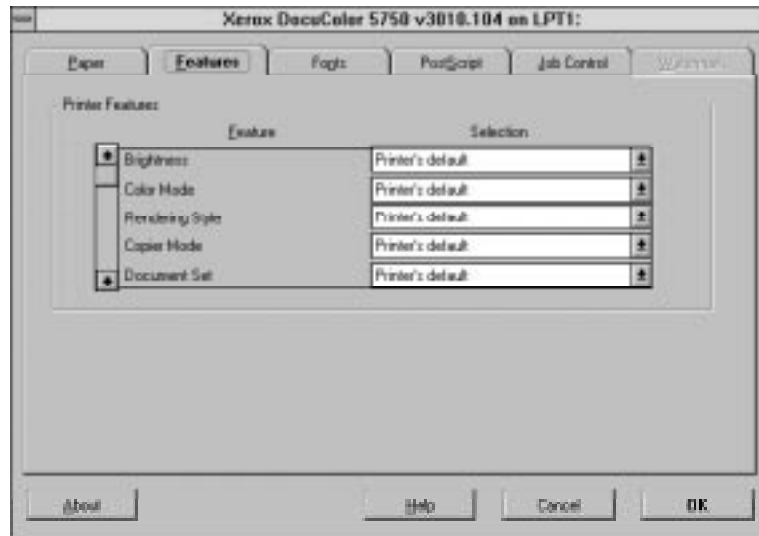 Xerox DocuColor 5750 v3010.104 on LPT1:
Paper Features Fonts PostScript Job Control Watermark
Printer Features
Feature Selection
Brightness Printer's default
Color Mode Printer's default
Rendering Style Printer's default
Copier Mode Printer's default
Document Set Printer's default
About Help Cancel OK